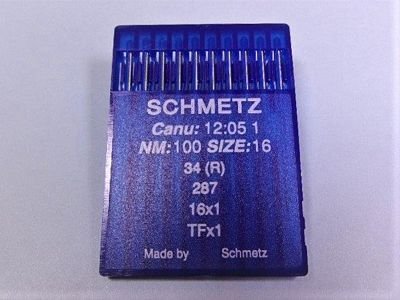 SCHMETZ
Canu: 12:05 1
NM:100 SIZE:16
34 (R)
287
16x1
TFx1
Made by Schmetz